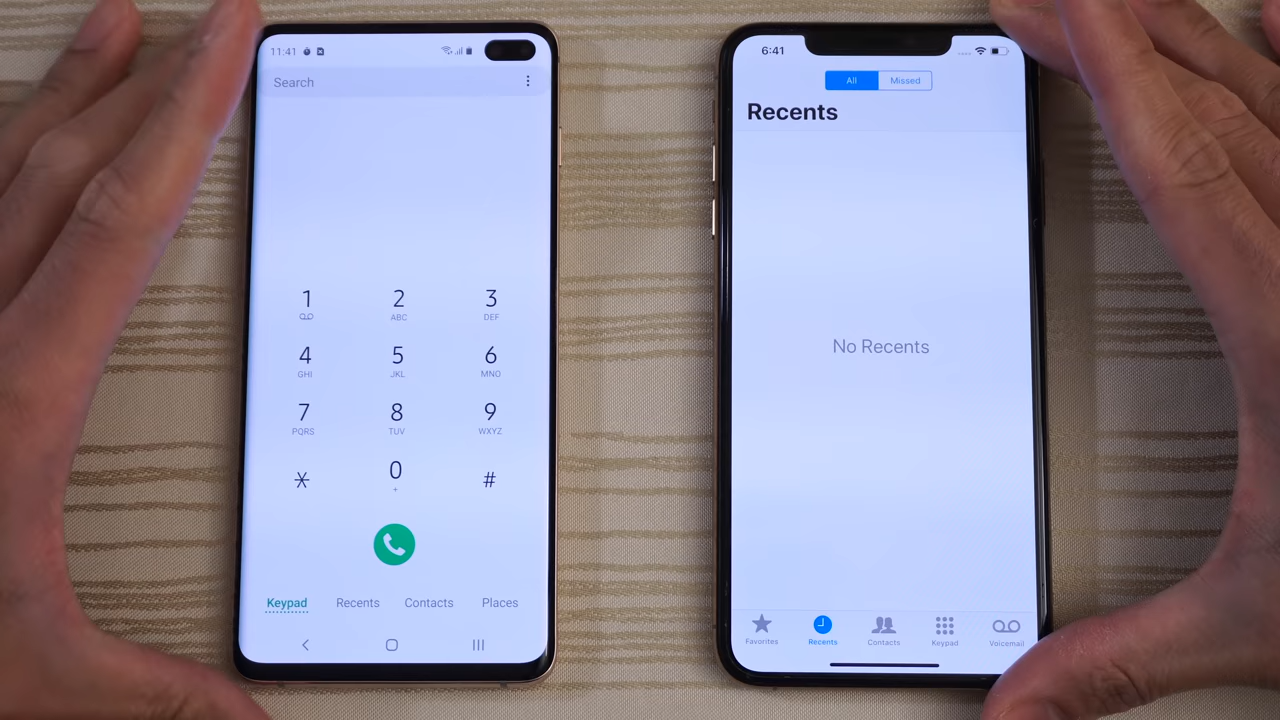 11:41
Search
1 2 3
ABC DEF
4 5 6
GHI JKL MNO
7 8 9
PQRS TUV WXYZ
* 0 #
+
Keypad Recents Contacts Places
6:41
All Missed
Recents
No Recents
Favorites Recents Contacts Keypad Voicemail